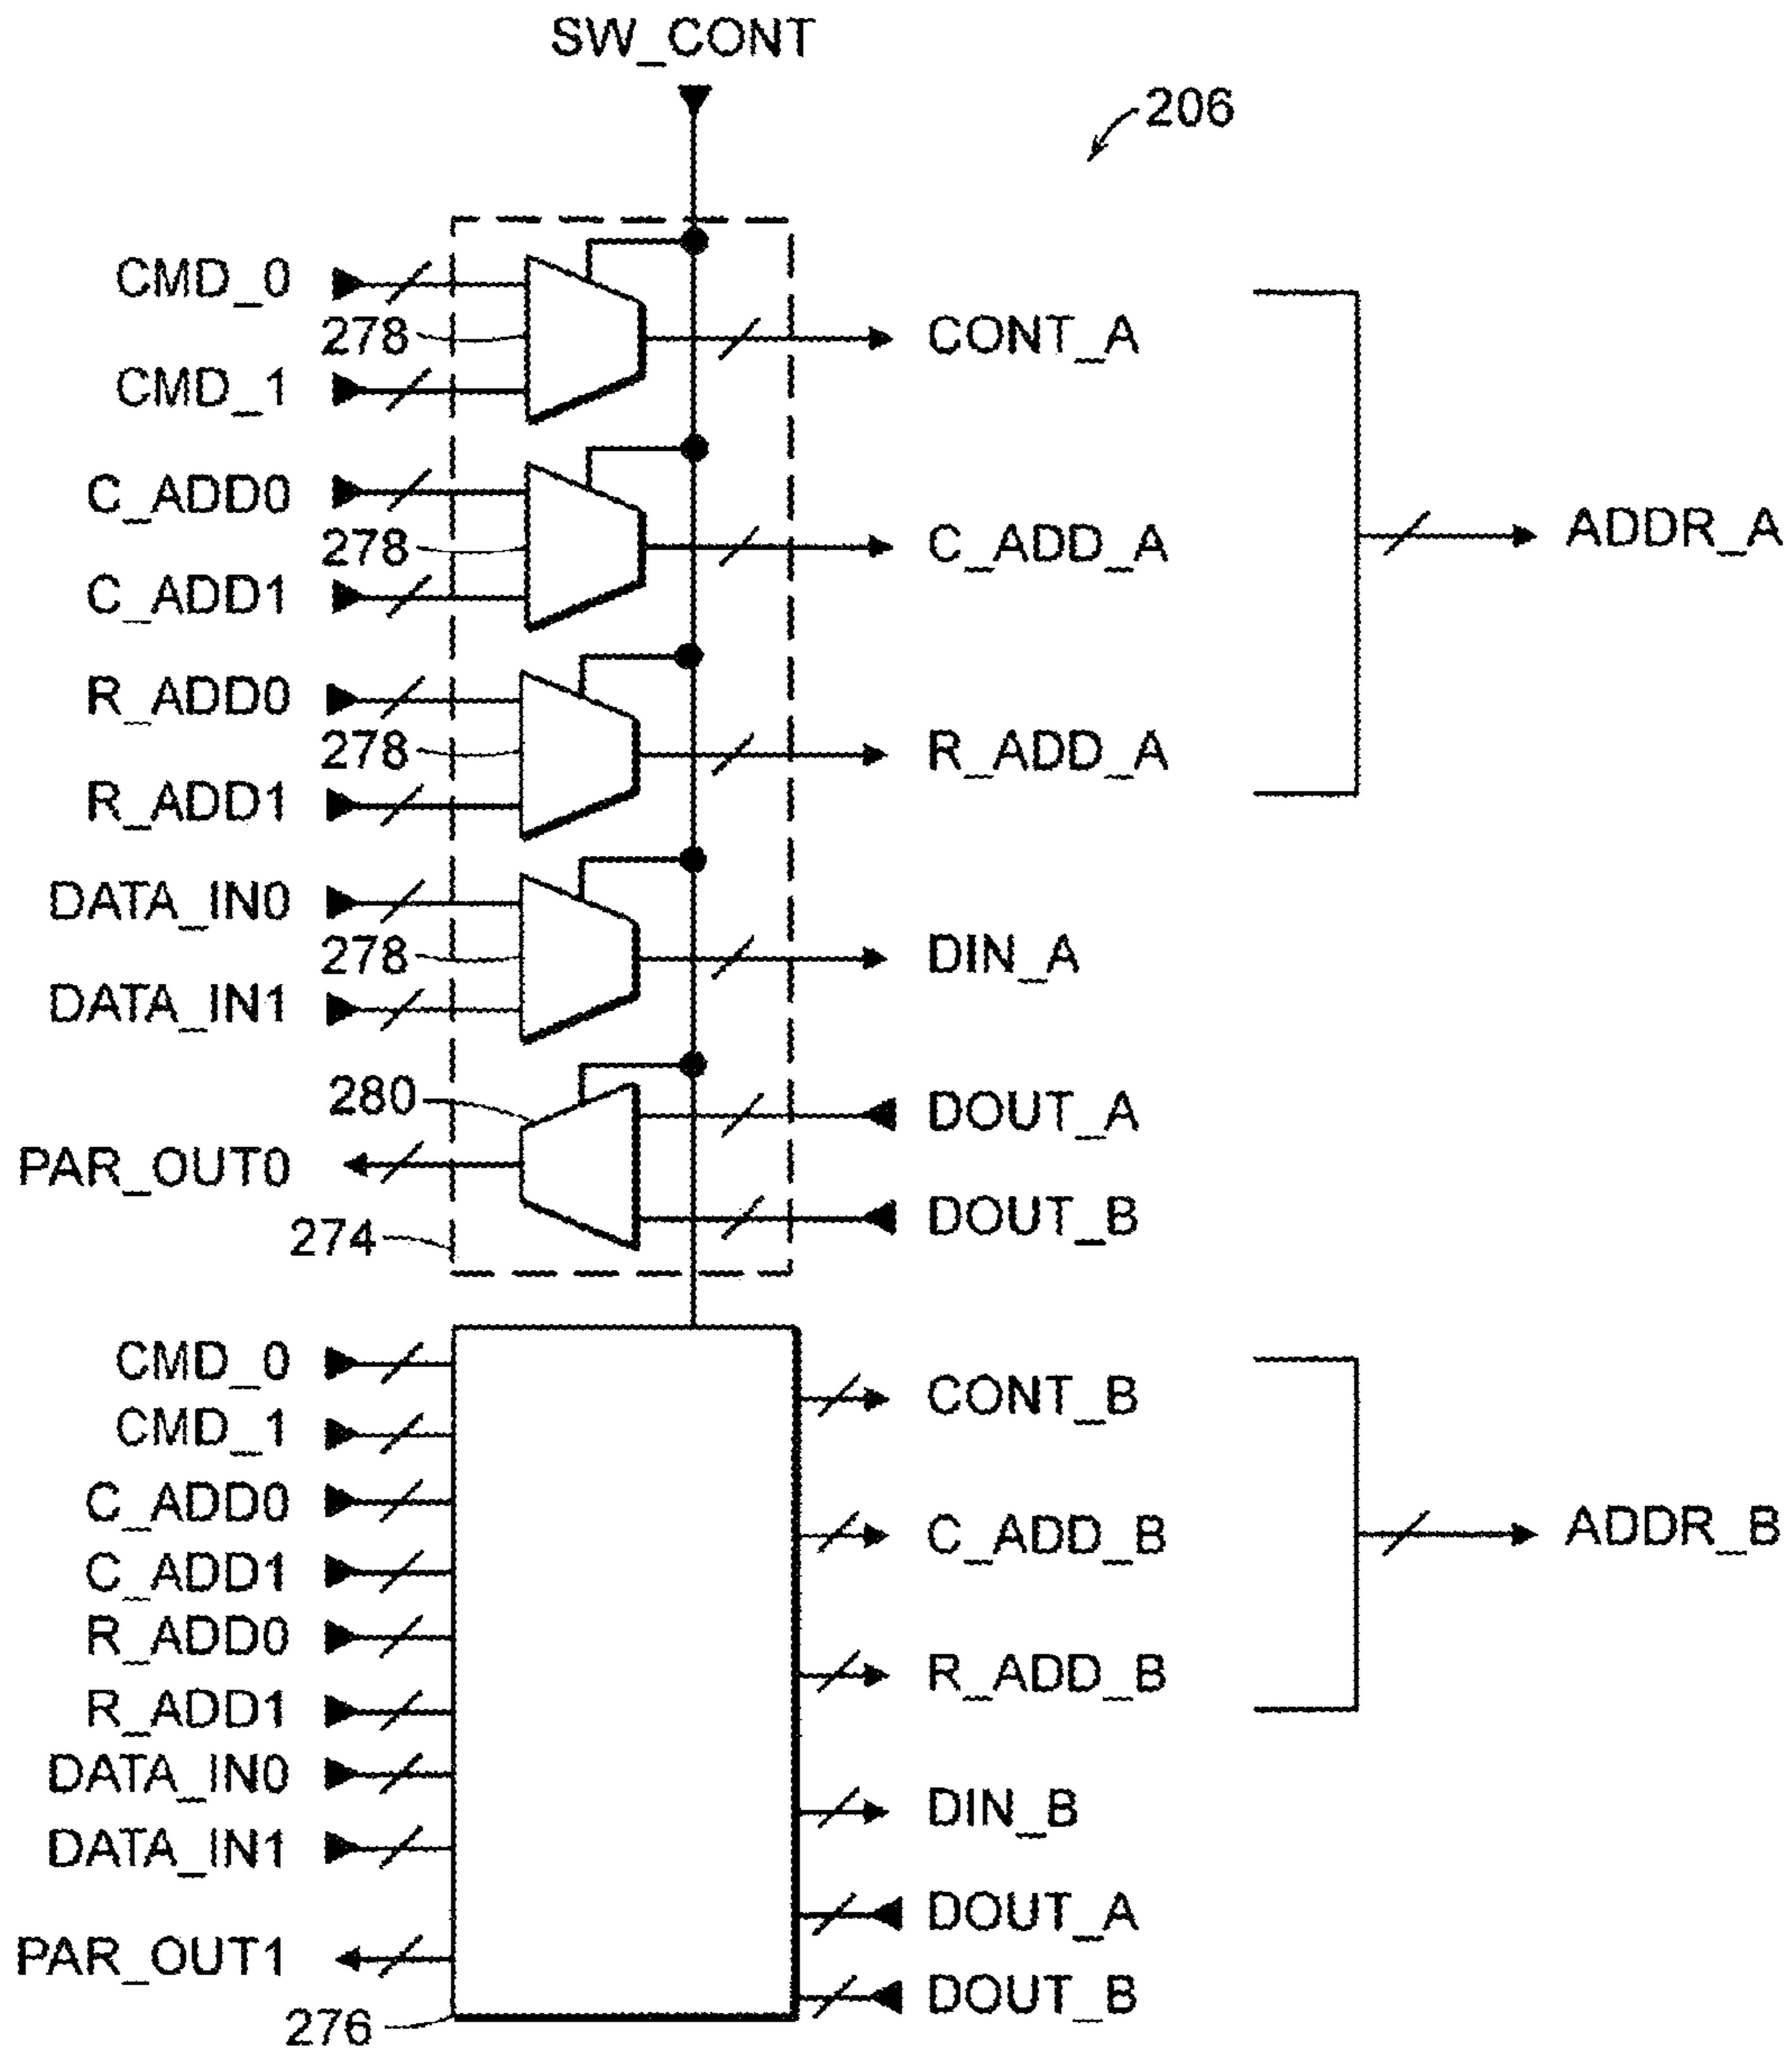 SW_CONT
206
CMD_0
278
CMD_1
CONT_A
C_ADD0
278
C_ADD1
C_ADD_A
ADDR_A
R_ADD0
278
R_ADD1
R_ADD_A
DATA_IN0
278
DATA_IN1
DIN_A
280
DOUT_A
PAR_OUT0
DOUT_B
274
CMD_0
CMD_1
CONT_B
C_ADD0
C_ADD1
C_ADD_B
ADDR_B
R_ADD0
R_ADD1
R_ADD_B
DATA_IN0
DATA_IN1
DIN_B
DOUT_A
PAR_OUT1
DOUT_B
276